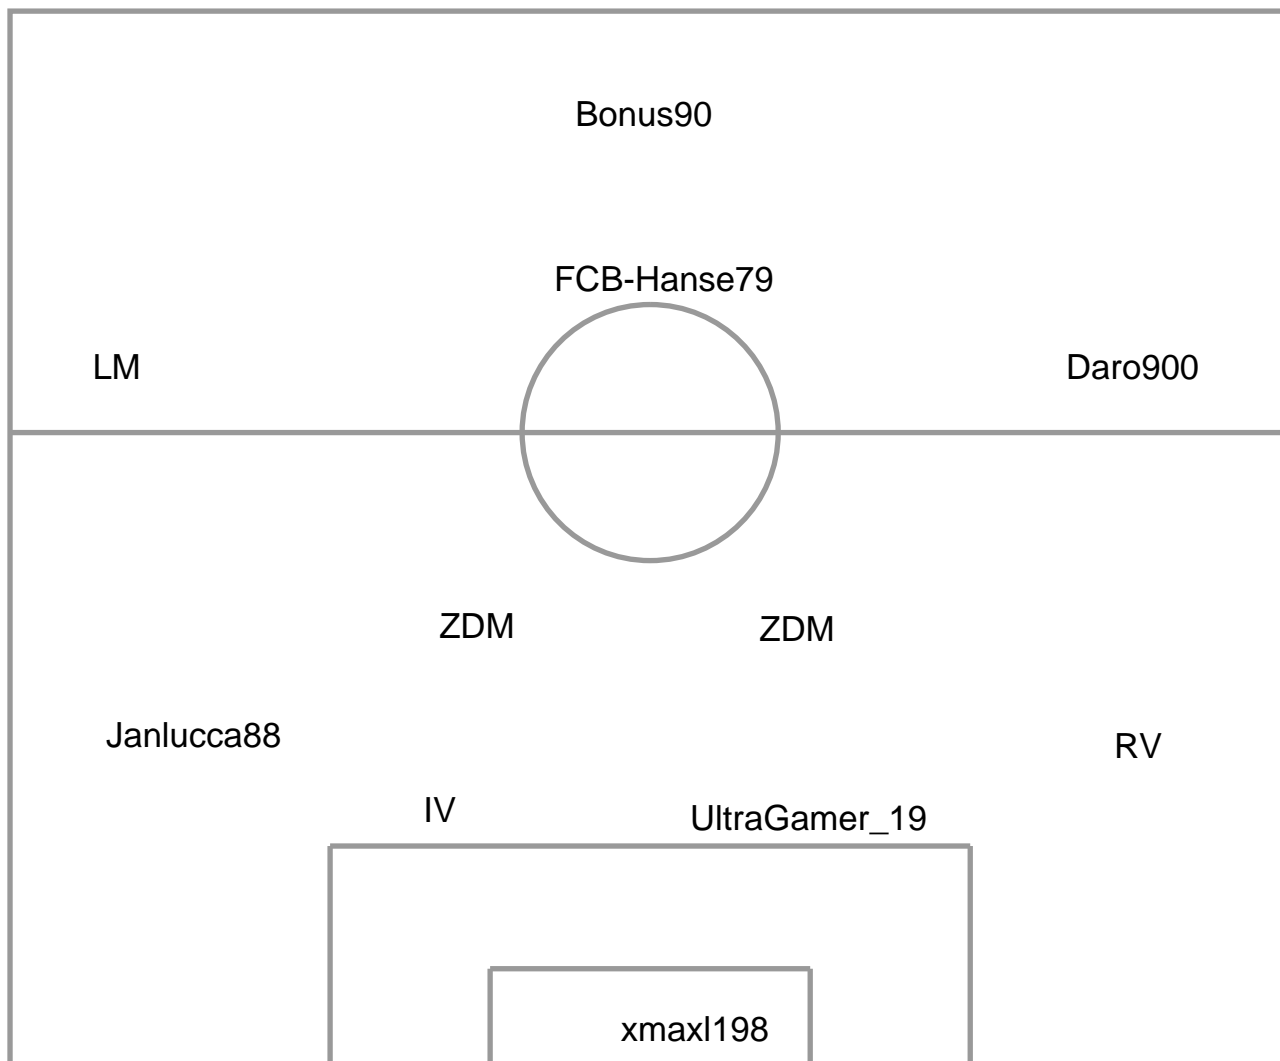 Bonus90
FCB-Hanse79
LM
Daro900
ZDM
ZDM
Janlucca88
RV
IV
UltraGamer_19
xmaxl198